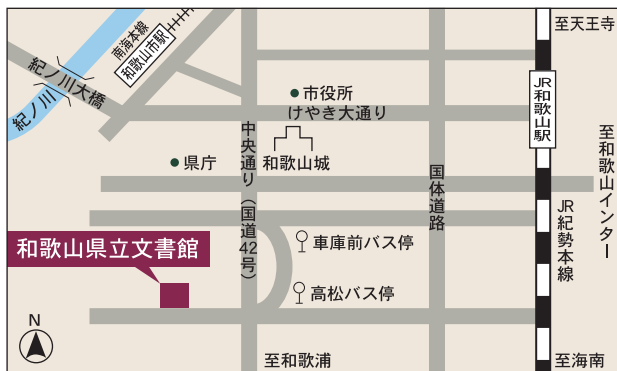 至天王寺
南海本線
和歌山市駅
紀ノ川大橋
紀ノ川
市役所
けやき大通り
JR和歌山駅
中央通り（国道42号）
和歌山城
県庁
国体道路
至和歌山インター
JR紀勢本線
和歌山県立文書館
車庫前バス停
高松バス停
N
至和歌浦
至海南